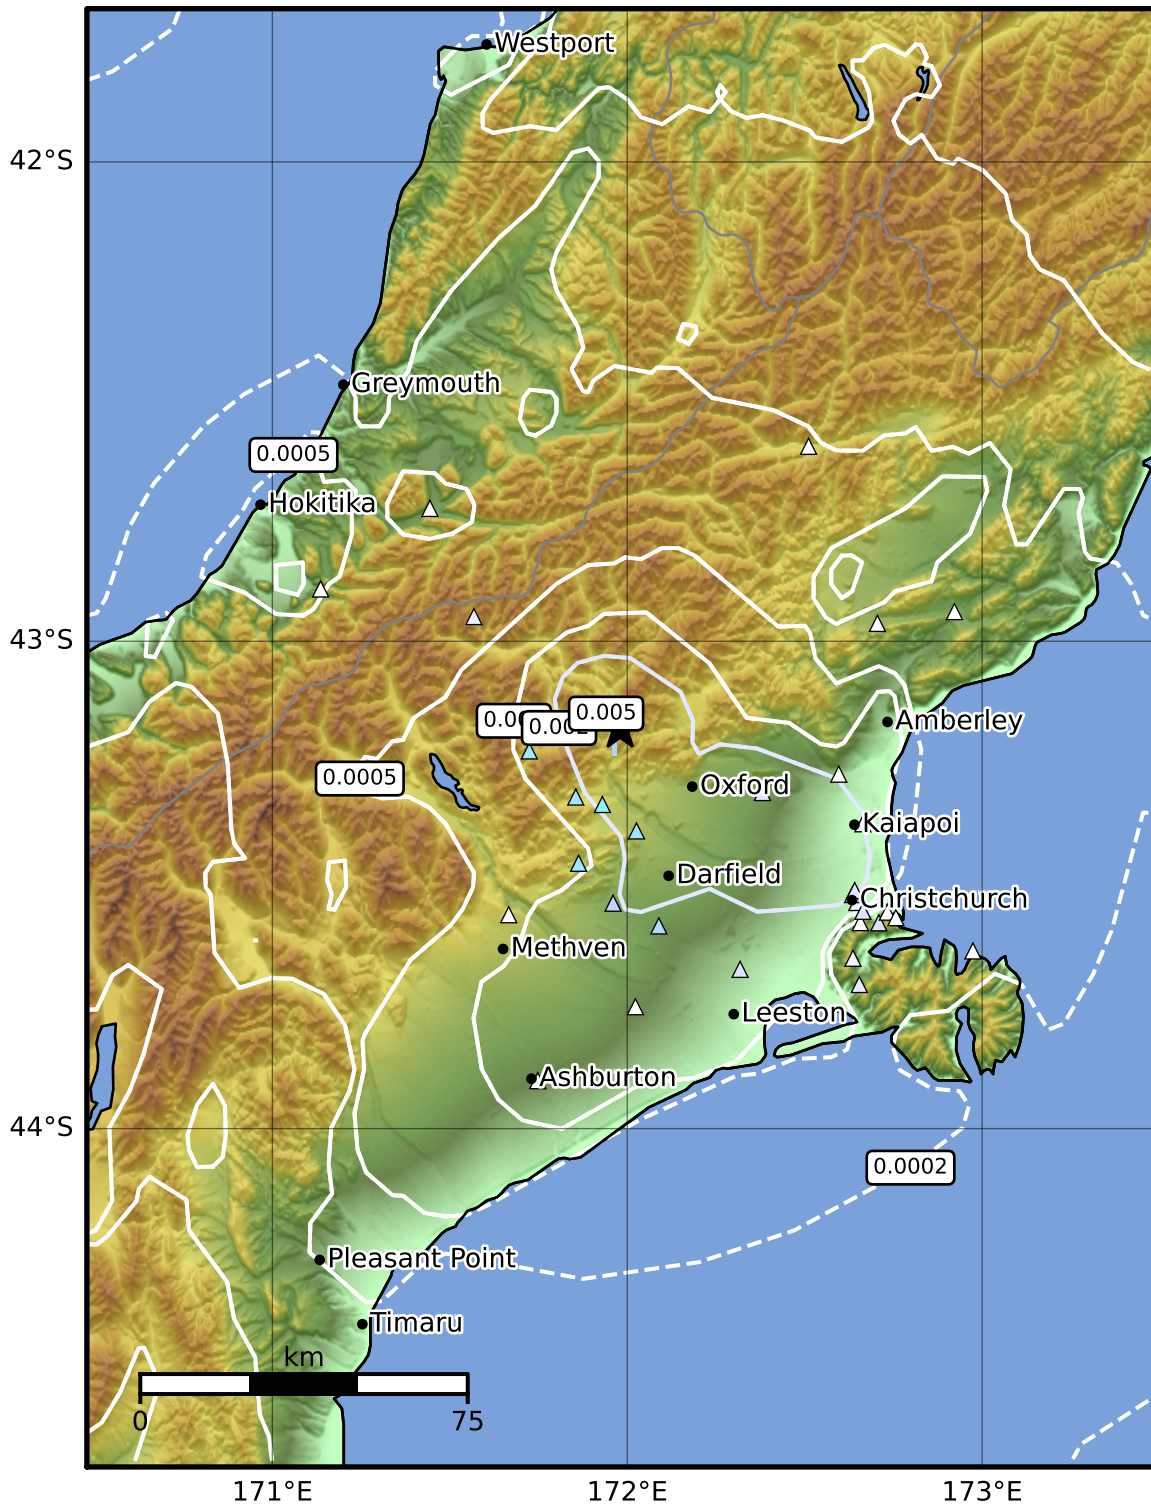 Westport
42°S
Greymouth
0.0005
Hokitika
43°S
0.005
Amberley
0.0005
Oxford
Kaiapoi
Darfield
Christchurch
Methven
Leeston
Ashburton
44°S
0.0002
Pleasant Point
Timaru
km
0
75
171°E
172°E
173°E